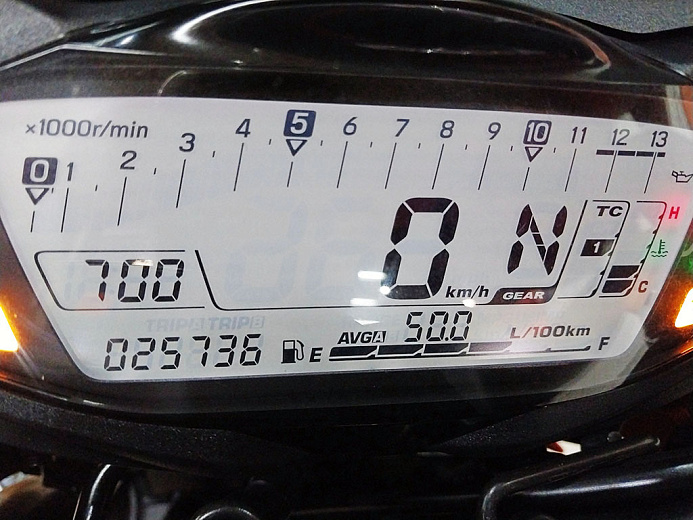 ×1000r/min
0 1 2 3 4 5 6 7 8 9 10 11 12 13
700
0 km/h
N
GEAR
TC
1
H
C
TRIP A TRIP B
025736
E
AVG A 50.0 L/100km
F